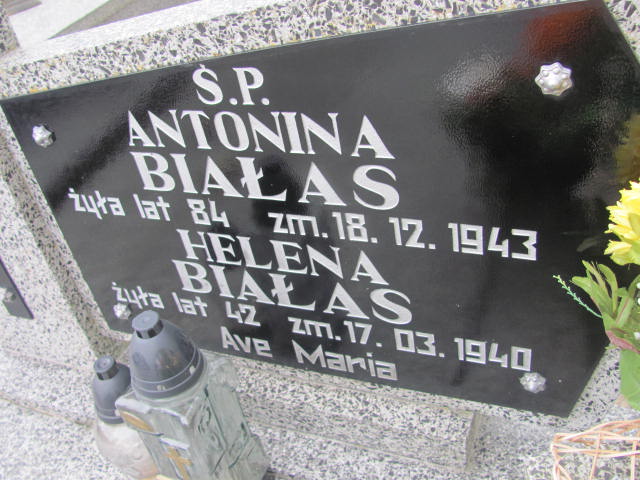 Ś.P.
ANTONINA
BIAŁAS
żyła lat 84 zm. 18. 12. 1943
HELENA
BIAŁAS
żyła lat 42 zm. 17. 03. 1940
Ave Maria